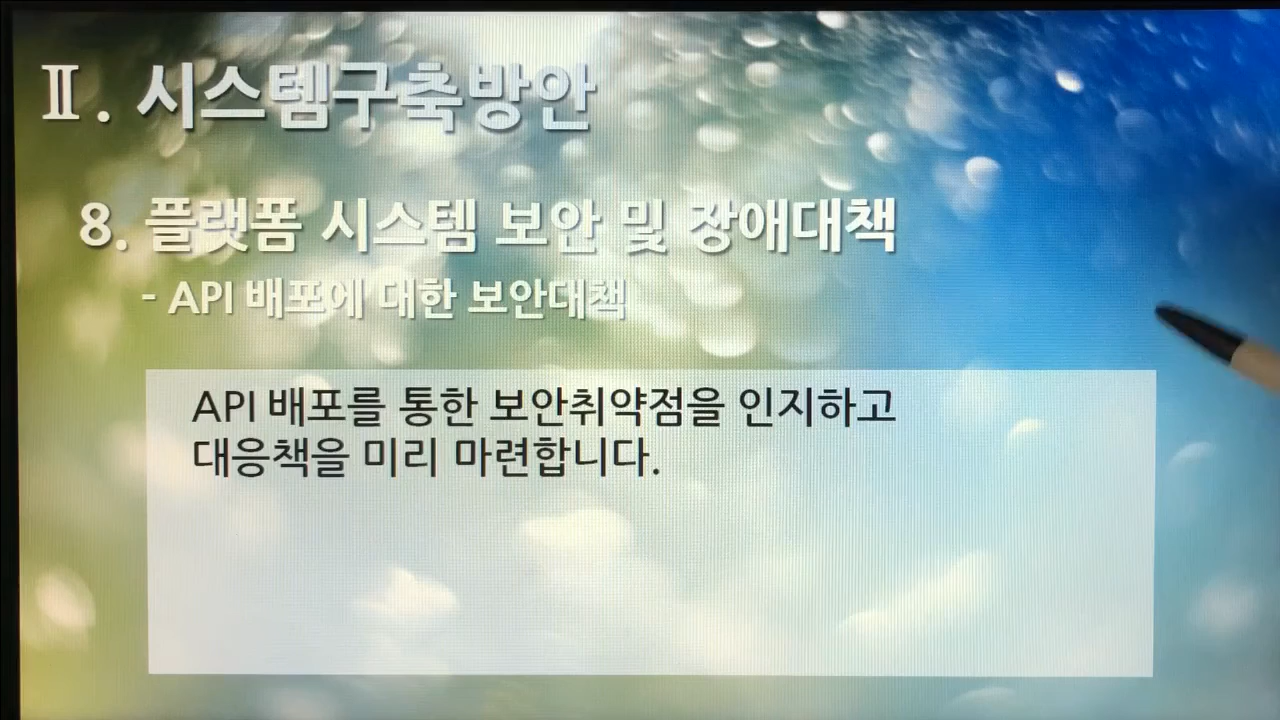 Ⅱ. 시스템구축방안
8. 플랫폼 시스템 보안 및 장애대책
- API 배포에 대한 보안대책
API 배포를 통한 보안취약점을 인지하고
대응책을 미리 마련합니다.